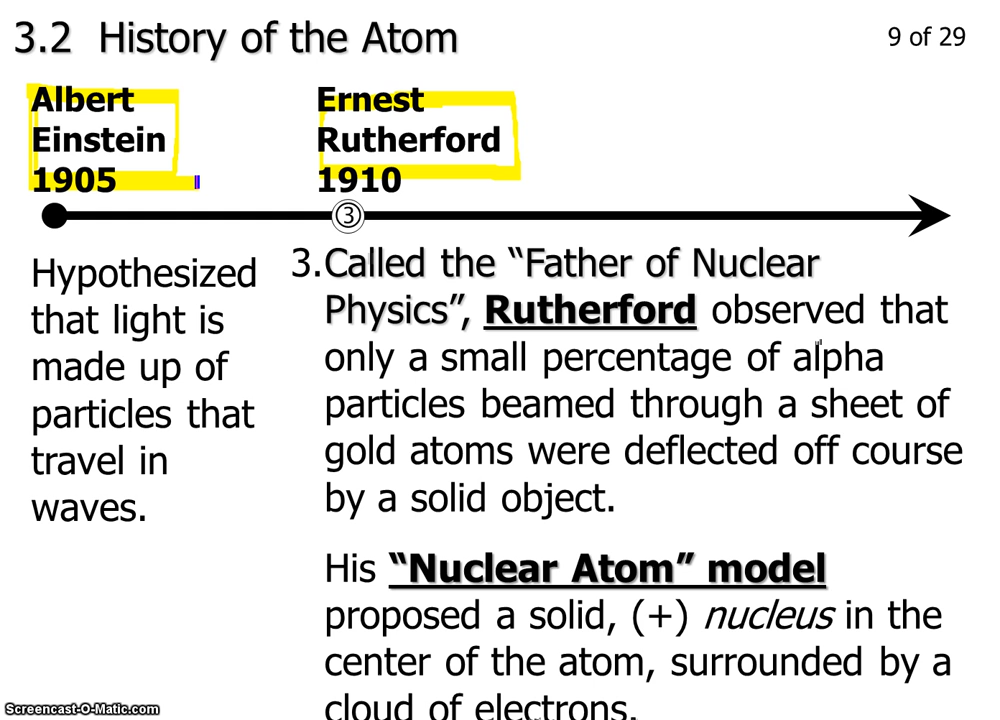 3.2 History of the Atom
9 of 29
Albert
Einstein
1905
Ernest
Rutherford
1910
3
Hypothesized
that light is
made up of
particles that
travel in
waves.
3. Called the “Father of Nuclear
Physics”, Rutherford observed that
only a small percentage of alpha
particles beamed through a sheet of
gold atoms were deflected off course
by a solid object.
His “Nuclear Atom” model
proposed a solid, (+) nucleus in the
center of the atom, surrounded by a
cloud of electrons.
Screencast-O-Matic.com